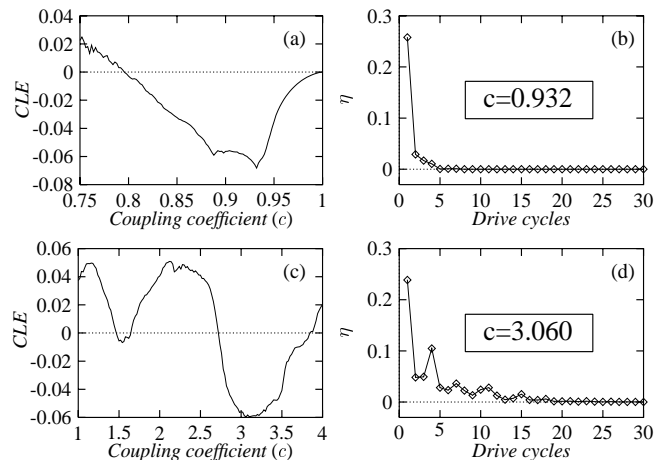 0.04
0.02
0
-0.02
-0.04
-0.06
-0.08
CLE
(a)
0.75 0.8 0.85 0.9 0.95 1
Coupling coefficient (c)
0.3
0.2
0.1
0
η
(b)
c=0.932
0 5 10 15 20 25 30
Drive cycles
0.06
0.04
0.02
0
-0.02
-0.04
-0.06
CLE
(c)
1 1.5 2 2.5 3 3.5 4
Coupling coefficient (c)
0.3
0.2
0.1
0
η
(d)
c=3.060
0 5 10 15 20 25 30
Drive cycles